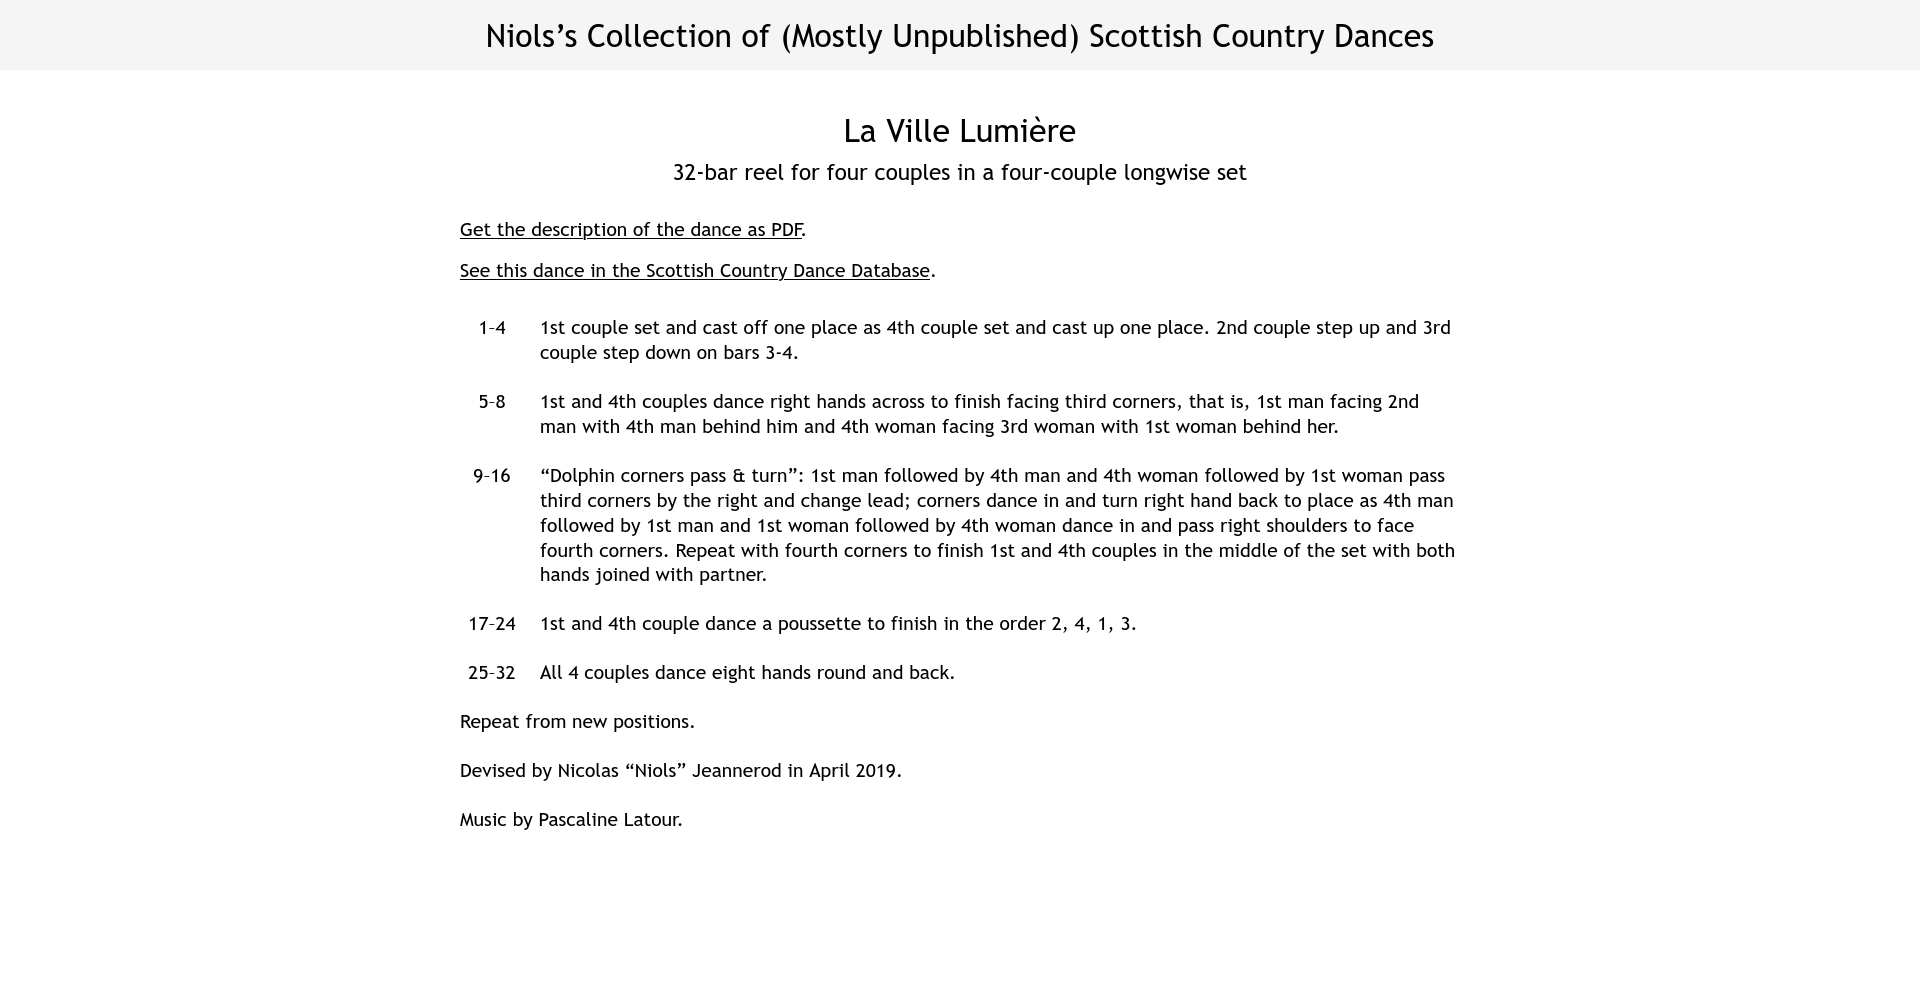 Niols’s Collection of (Mostly Unpublished) Scottish Country Dances
La Ville Lumière
32-bar reel for four couples in a four-couple longwise set
Get the description of the dance as PDF.
See this dance in the Scottish Country Dance Database.
1–4 1st couple set and cast off one place as 4th couple set and cast up one place. 2nd couple step up and 3rd
couple step down on bars 3-4.
5–8 1st and 4th couples dance right hands across to finish facing third corners, that is, 1st man facing 2nd
man with 4th man behind him and 4th woman facing 3rd woman with 1st woman behind her.
9–16 “Dolphin corners pass & turn”: 1st man followed by 4th man and 4th woman followed by 1st woman pass
third corners by the right and change lead; corners dance in and turn right hand back to place as 4th man
followed by 1st man and 1st woman followed by 4th woman dance in and pass right shoulders to face
fourth corners. Repeat with fourth corners to finish 1st and 4th couples in the middle of the set with both
hands joined with partner.
17–24 1st and 4th couple dance a poussette to finish in the order 2, 4, 1, 3.
25–32 All 4 couples dance eight hands round and back.
Repeat from new positions.
Devised by Nicolas “Niols” Jeannerod in April 2019.
Music by Pascaline Latour.